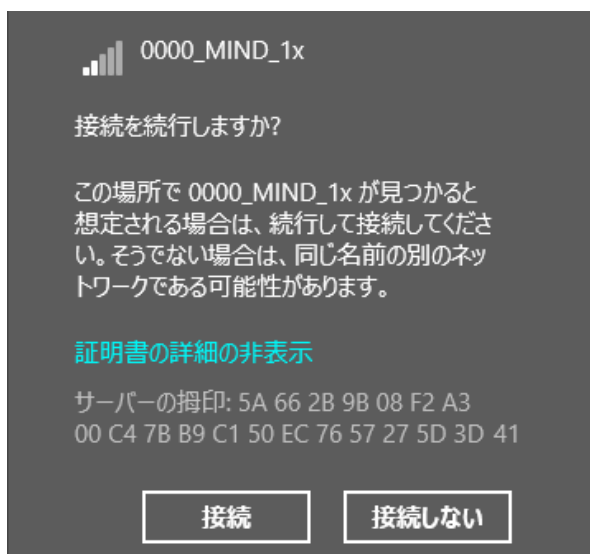 0000_MIND_1x
接続を続行しますか?
この場所で 0000_MIND_1x が見つかると
想定される場合は、続行して接続してくださ
い。そうでない場合は、同じ名前の別のネッ
トワークである可能性があります。
証明書の詳細の非表示
サーバーの拇印: 5A 66 2B 9B 08 F2 A3
00 C4 7B B9 C1 50 EC 76 57 27 5D 3D 41
接続
接続しない